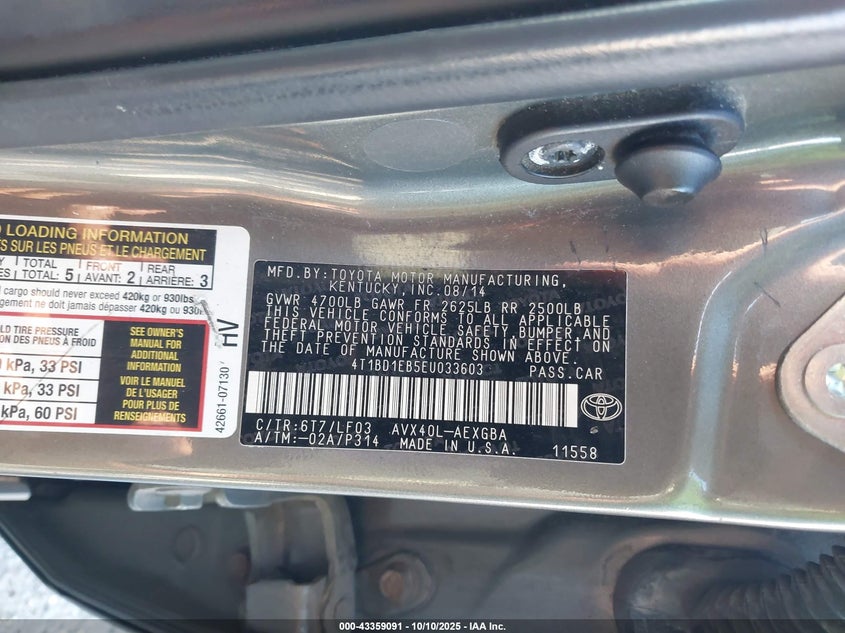 LOADING INFORMATION
SUR LES PNEUS ET LE CHARGEMENT
TOTAL FRONT REAR
TOTAL: 5 AVANT: 2 ARRIÈRE: 3
cargo should never exceed 420kg or 930lbs
ngement ne doit jamais dépasser 420kg or 930
LD TIRE PRESSURE
ION DES PNEUS À FROID
kPa, 33 PSI
kPa, 33 PSI
kPa, 60 PSI
SEE OWNER'S
MANUAL FOR
ADDITIONAL
INFORMATION
VOIR LE MANUEL
DE L'USAGER
POUR PLUS DE
RENSEIGNEMENTS
42661-07130 HV
MFD.BY:TOYOTA MOTOR MANUFACTURING,
KENTUCKY,INC.08/14
GVWR 4700LB GAWR FR 2625LB RR 2500LB
THIS VEHICLE CONFORMS TO ALL APPLICABLE
FEDERAL MOTOR VEHICLE SAFETY,BUMPER,AND
THEFT PREVENTION STANDARDS IN EFFECT ON
THE DATE OF MANUFACTURE SHOWN ABOVE.
4T1BD1EB5EU033603 PASS.CAR
C/TR:6T7/LF03 AVX40L-AEXGBA
A/TM:-02A/P314 MADE IN U.S.A. 11558
000-43359091 - 10/10/2025 - IAA Inc.